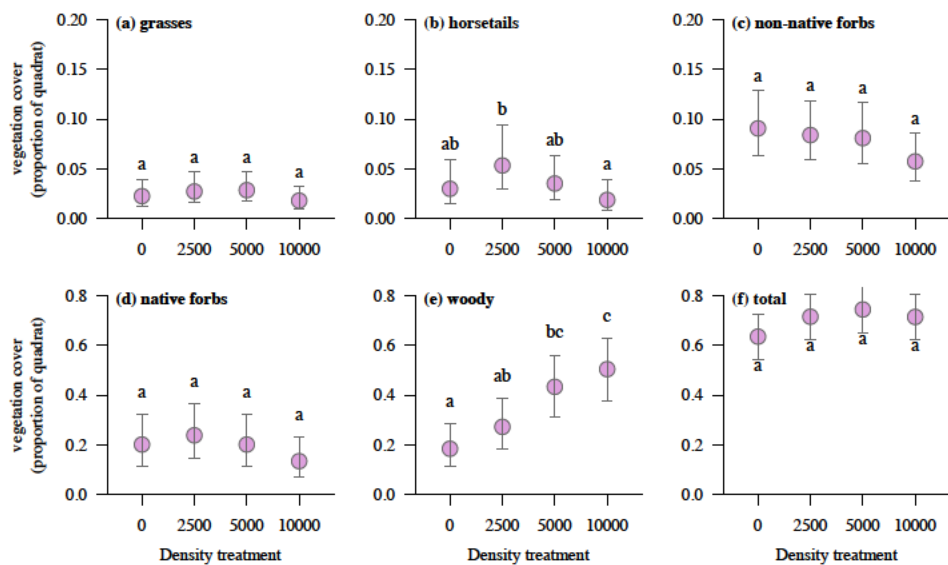 (a) grasses
(b) horsetails
(c) non-native forbs
vegetation cover
(proportion of quadrat)
0.20
0.15
0.10
0.05
0.00
a a a a
0 2500 5000 10000
0.20
0.15
0.10
0.05
0.00
ab b ab a
0 2500 5000 10000
0.20
0.15
0.10
0.05
0.00
a a a a
0 2500 5000 10000
(d) native forbs
(e) woody
(f) total
vegetation cover
(proportion of quadrat)
0.8
0.6
0.4
0.2
0.0
a a a a
0 2500 5000 10000
Density treatment
0.8
0.6
0.4
0.2
0.0
a ab bc c
0 2500 5000 10000
Density treatment
0.8
0.6
0.4
0.2
0.0
a a a a
0 2500 5000 10000
Density treatment